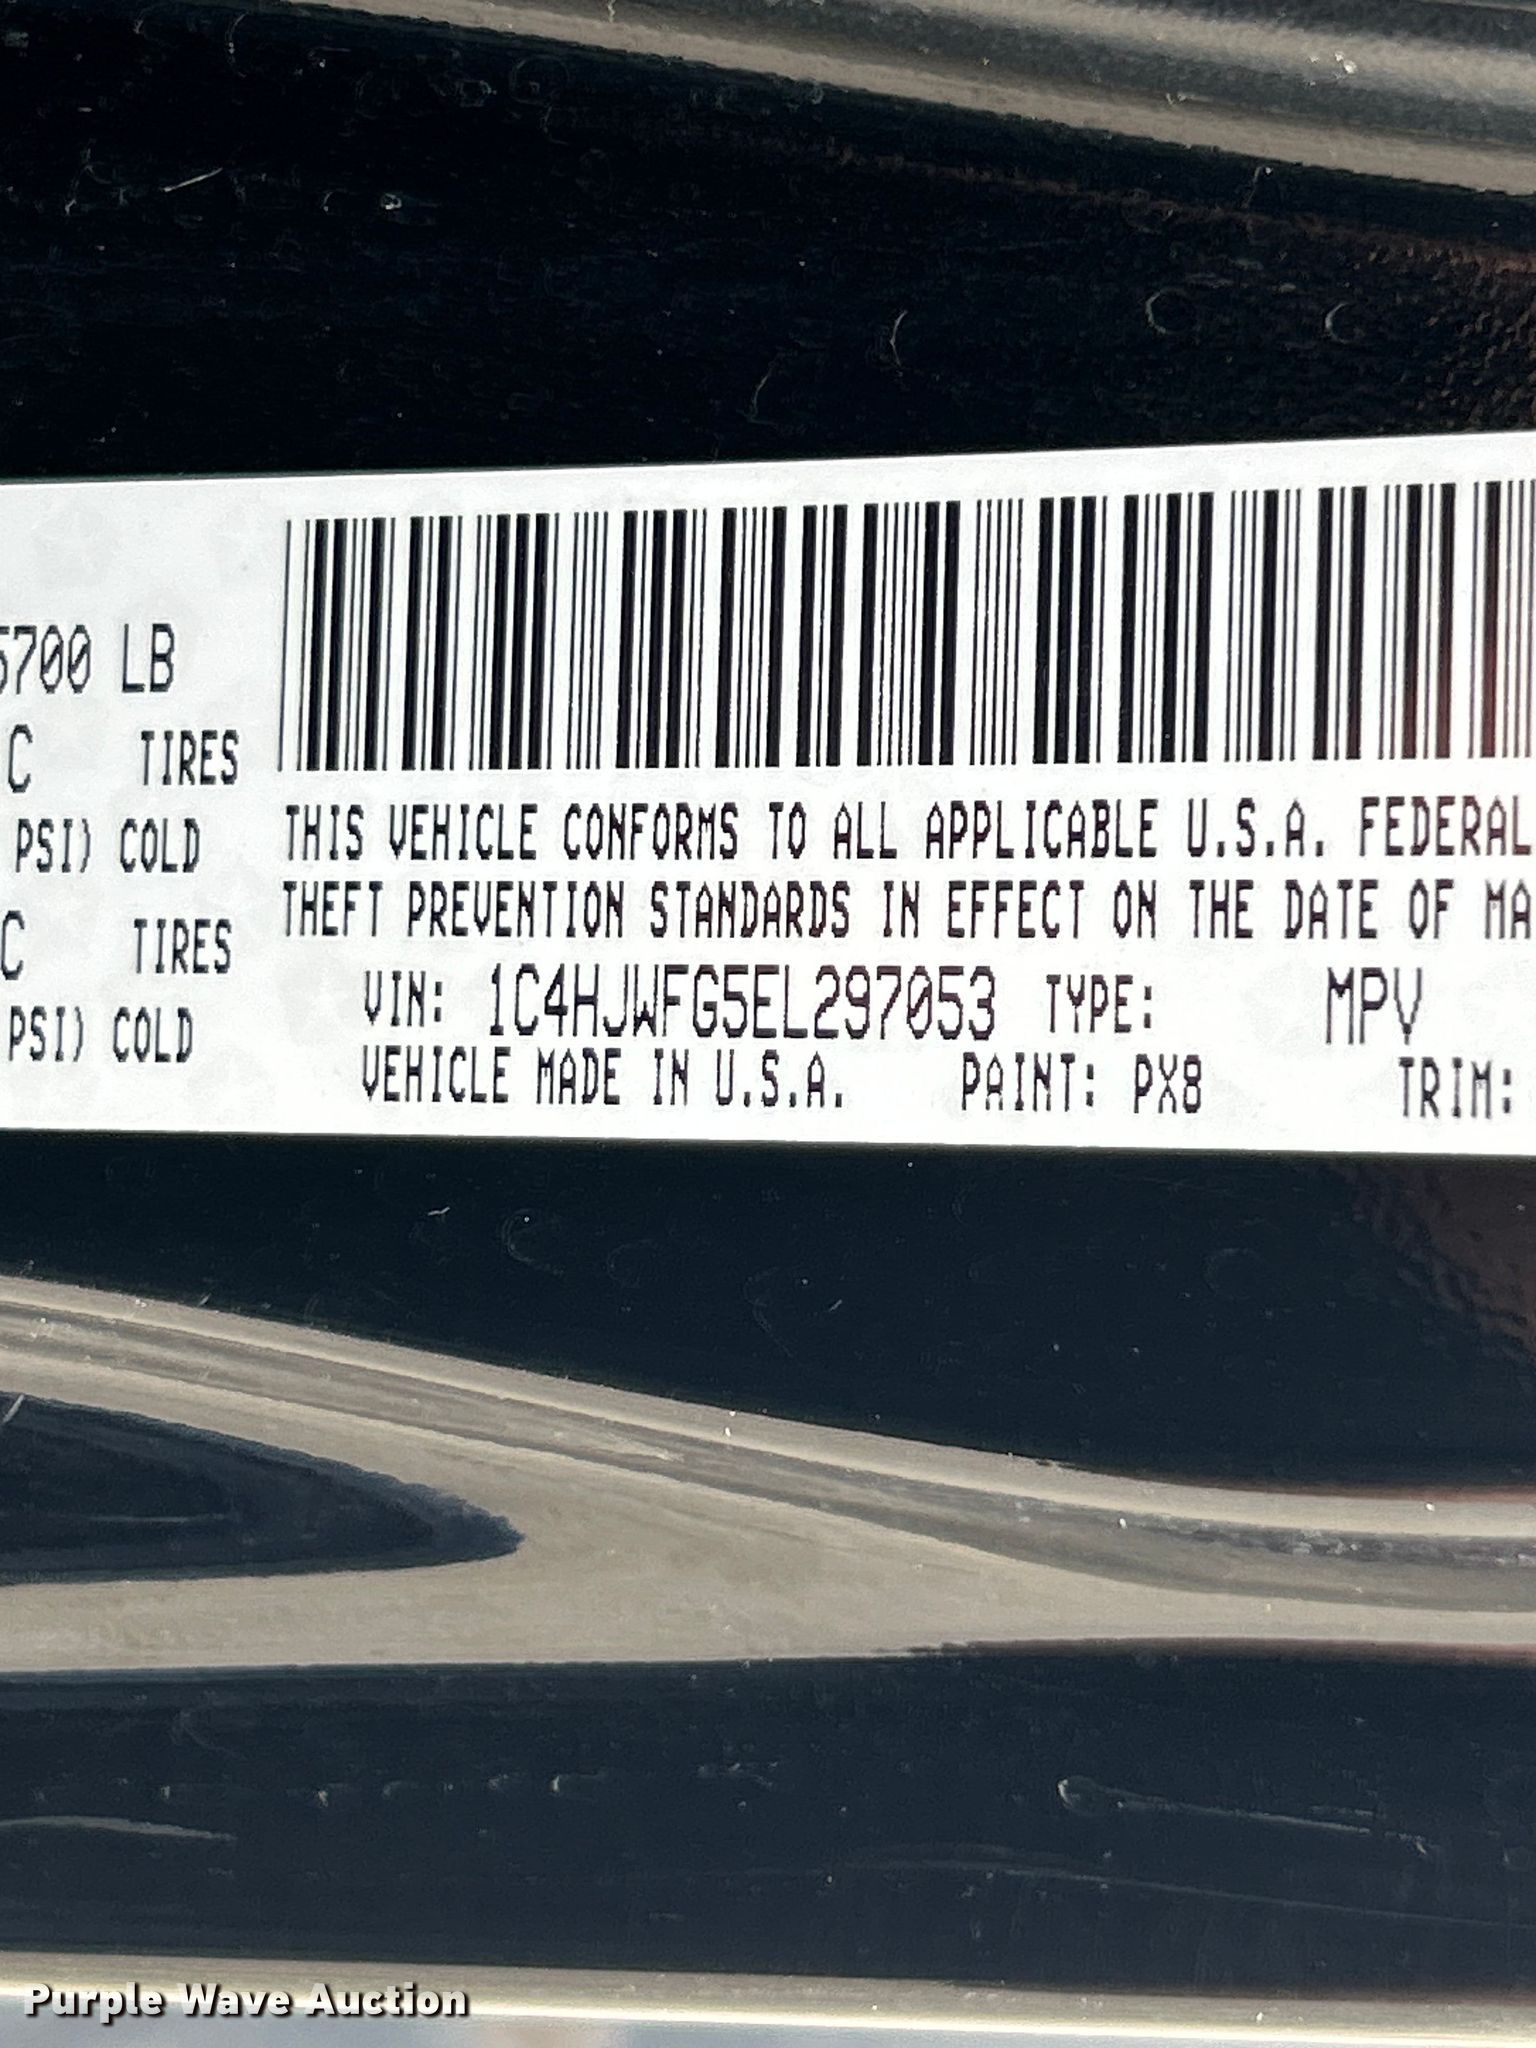 5700 LB
C TIRES
PSI) COLD
C TIRES
PSI) COLD
THIS VEHICLE CONFORMS TO ALL APPLICABLE U.S.A. FEDERAL
THEFT PREVENTION STANDARDS IN EFFECT ON THE DATE OF MA
VIN: 1C4HJWFG5EL297053 TYPE: MPV
VEHICLE MADE IN U.S.A. PAINT: PX8 TRIM:
Purple Wave Auction